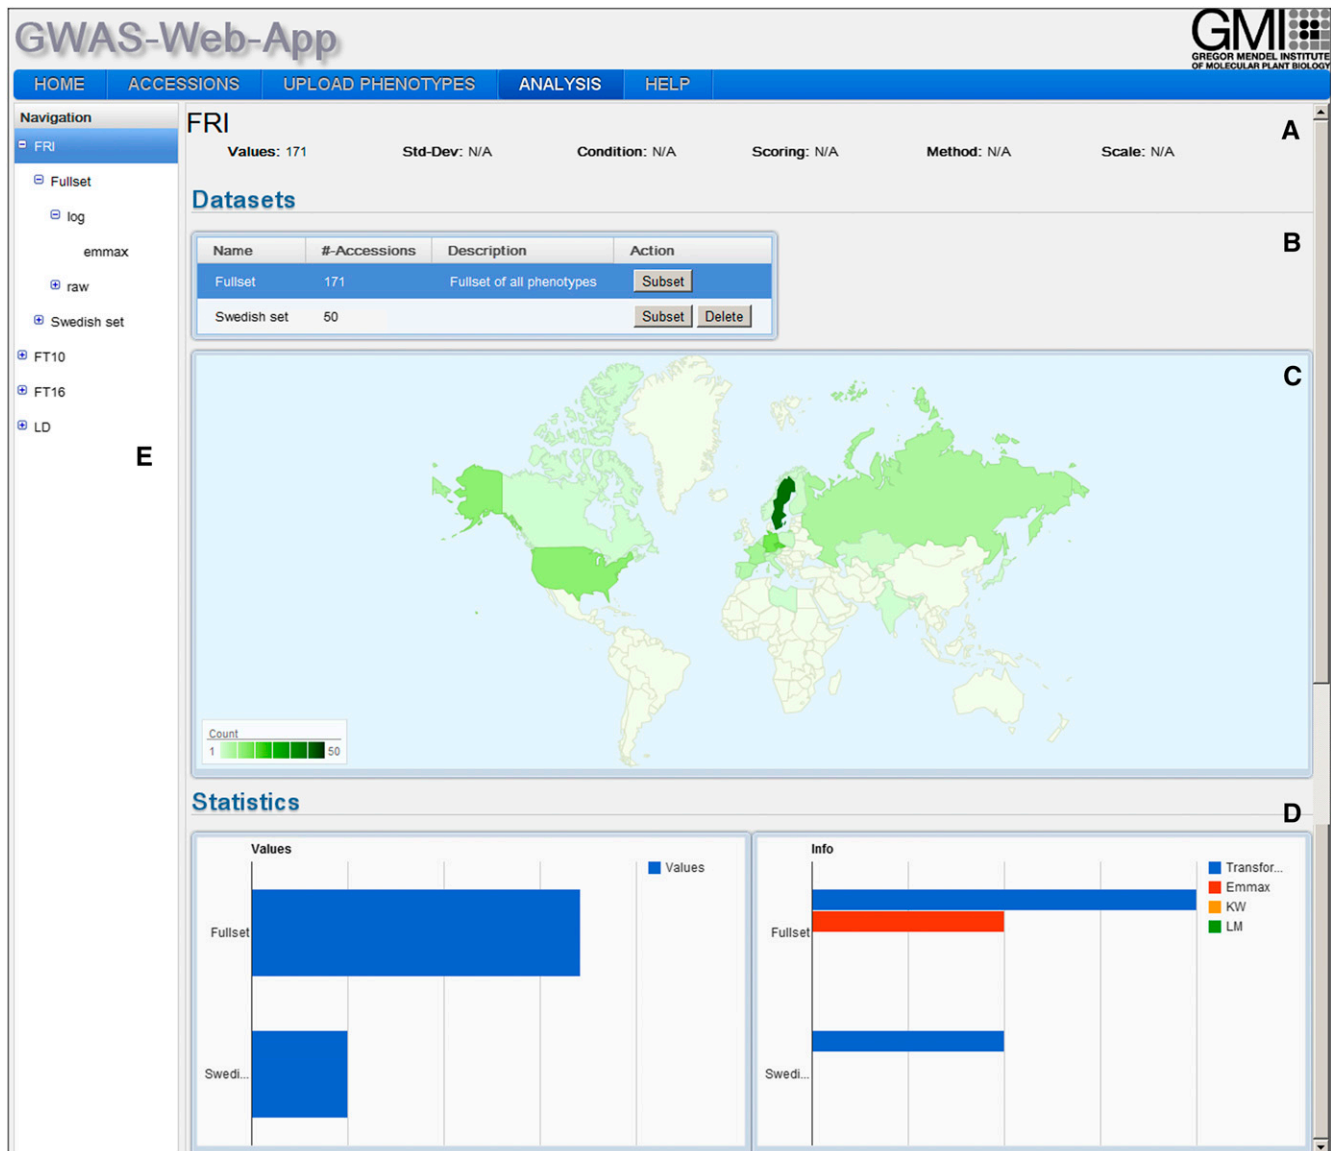 GWAS-Web-App
GMI
GREGOR MENDEL INSTITUTE
OF MOLECULAR PLANT BIOLOGY
HOME ACCESSIONS UPLOAD PHENOTYPES ANALYSIS HELP
Navigation
FRI
Fullset
log
emmax
raw
Swedish set
FT10
FT16
LD
E
FRI
A
Values: 171 Std-Dev: N/A Condition: N/A Scoring: N/A Method: N/A Scale: N/A
Datasets
B
Name #-Accessions Description Action
Fullset 171 Fullset of all phenotypes Subset
Swedish set 50 Subset Delete
C
Count
1 50
Statistics
D
Values
Values
Fullset
Swedi...
Info
Transfor...
Emmax
KW
LM
Fullset
Swedi...